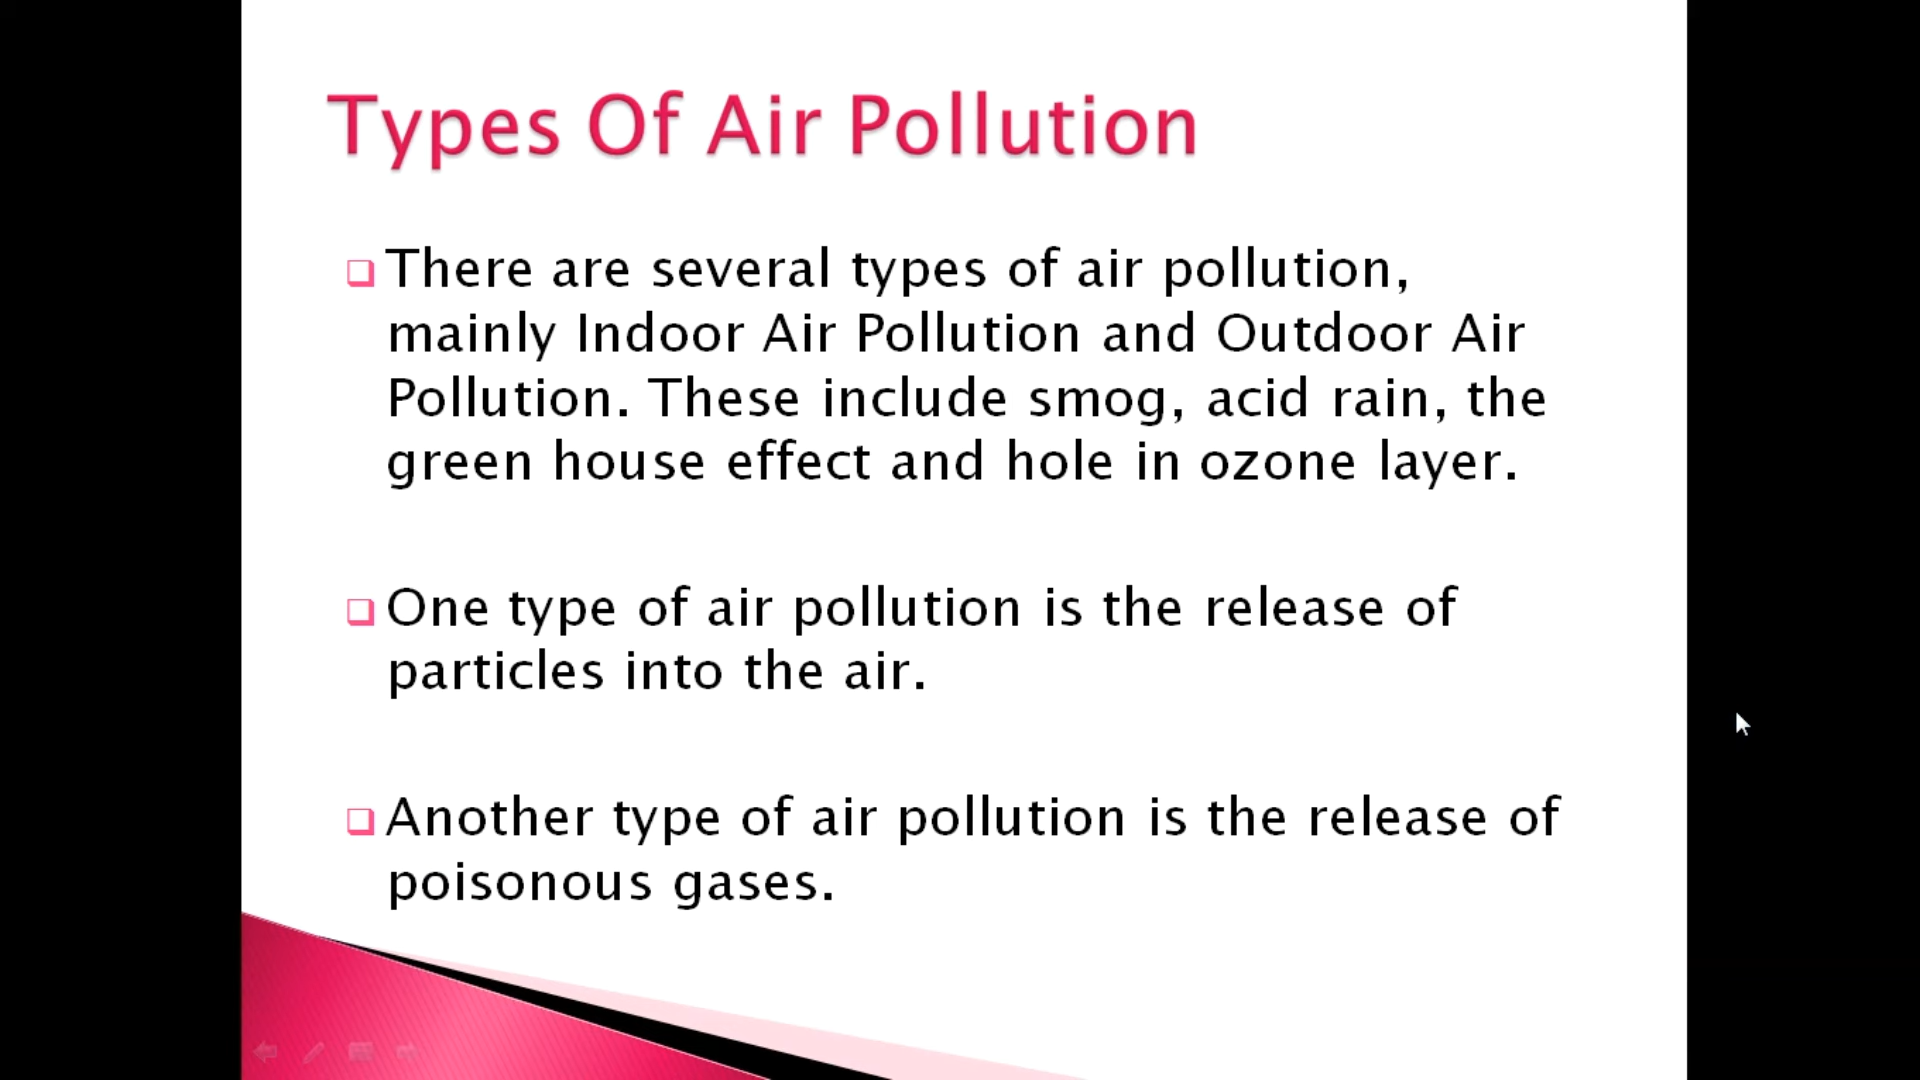 Types Of Air Pollution
There are several types of air pollution,
mainly Indoor Air Pollution and Outdoor Air
Pollution. These include smog, acid rain, the
green house effect and hole in ozone layer.
One type of air pollution is the release of
particles into the air.
Another type of air pollution is the release of
poisonous gases.